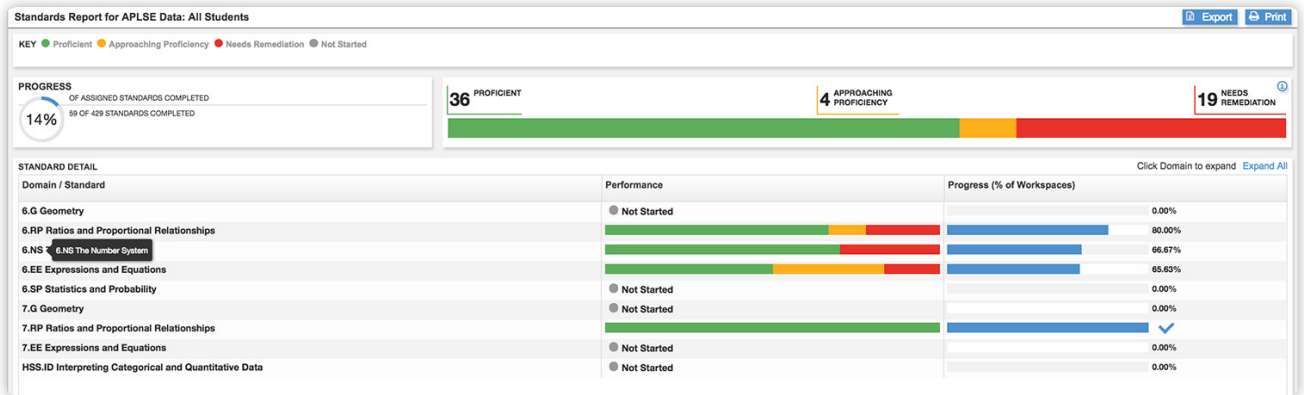 Standards Report for APLSE Data: All Students
Export Print
KEY Proficient Approaching Proficiency Needs Remediation Not Started
PROGRESS
14%
OF ASSIGNED STANDARDS COMPLETED
59 OF 429 STANDARDS COMPLETED
36 PROFICIENT
4 APPROACHING PROFICIENCY
19 NEEDS REMEDIATION
STANDARD DETAIL
Click Domain to expand Expand All
Domain / Standard Performance Progress (% of Workspaces)
6.G Geometry Not Started 0.00%
6.RP Ratios and Proportional Relationships 80.00%
6.NS 6.NS The Number System 66.67%
6.EE Expressions and Equations 65.63%
6.SP Statistics and Probability Not Started 0.00%
7.G Geometry Not Started 0.00%
7.RP Ratios and Proportional Relationships
7.EE Expressions and Equations Not Started 0.00%
HSS.ID Interpreting Categorical and Quantitative Data Not Started 0.00%